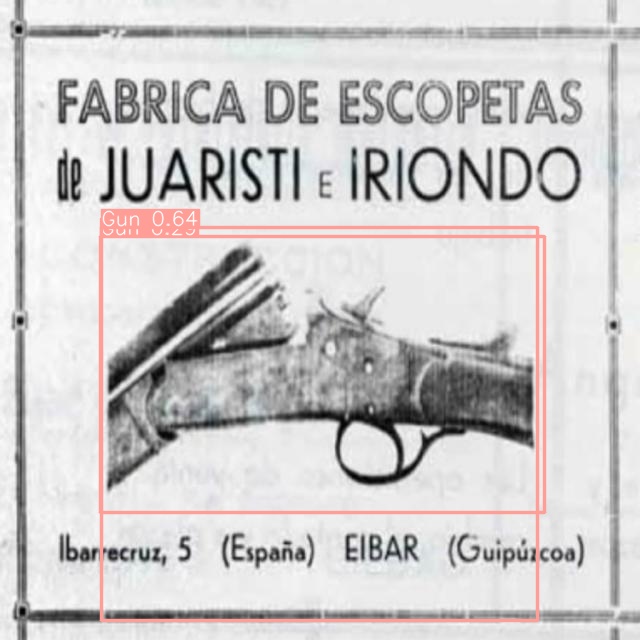 FABRICA DE ESCOPETAS
de JUARISTI E IRIONDO
Gun 0.64
Ibarrecruz, 5 (España) EIBAR (Guipúzcoa)